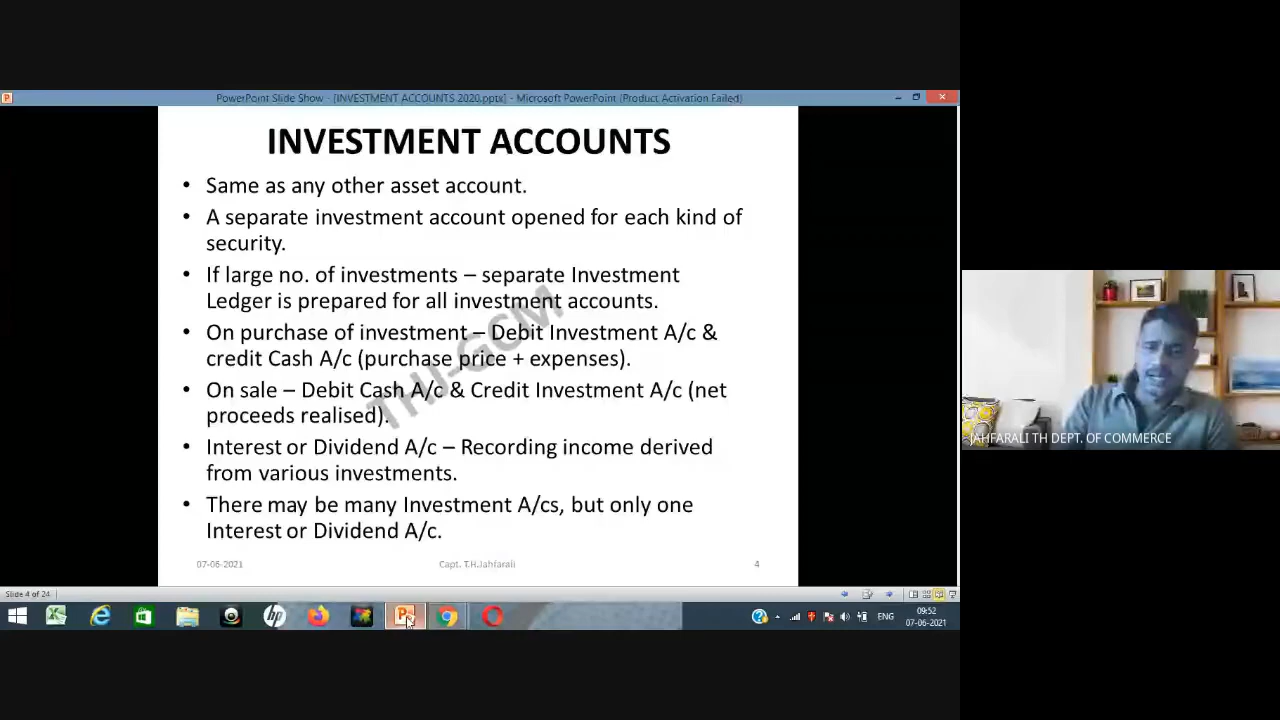 PowerPoint Slide Show - [INVESTMENT ACCOUNTS 2020.pptx] - Microsoft PowerPoint (Product Activation Failed)
INVESTMENT ACCOUNTS
• Same as any other asset account.
• A separate investment account opened for each kind of
security.
• If large no. of investments – separate Investment
Ledger is prepared for all investment accounts.
• On purchase of investment – Debit Investment A/c &
credit Cash A/c (purchase price + expenses).
• On sale – Debit Cash A/c & Credit Investment A/c (net
proceeds realised).
• Interest or Dividend A/c – Recording income derived
from various investments.
• There may be many Investment A/cs, but only one
Interest or Dividend A/c.
THJ-GCM
07-06-2021 Capt. T.H.Jahfarali 4
Slide 4 of 24
ENG
09:52
07-06-2021
JAHFARALI TH DEPT. OF COMMERCE